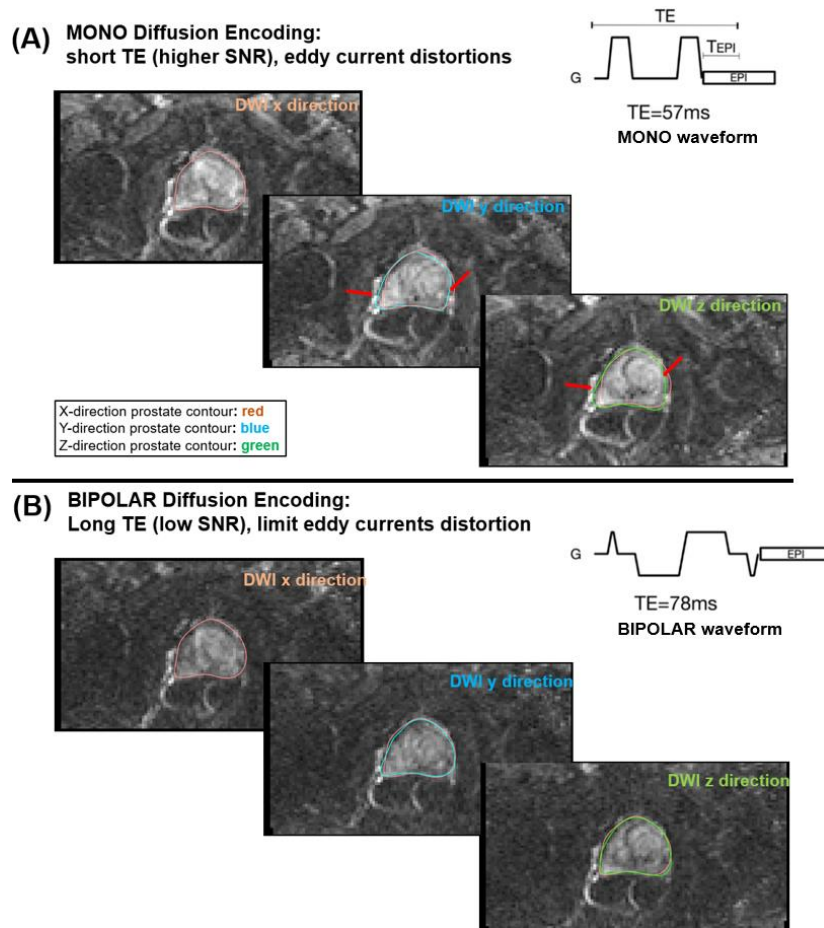 (A) MONO Diffusion Encoding:
short TE (higher SNR), eddy current distortions
TE
TEPI
G
EPI
TE=57ms
MONO waveform
DWI x direction
DWI y direction
DWI z direction
X-direction prostate contour: red
Y-direction prostate contour: blue
Z-direction prostate contour: green
(B) BIPOLAR Diffusion Encoding:
Long TE (low SNR), limit eddy currents distortion
G
EPI
TE=78ms
BIPOLAR waveform
DWI x direction
DWI y direction
DWI z direction